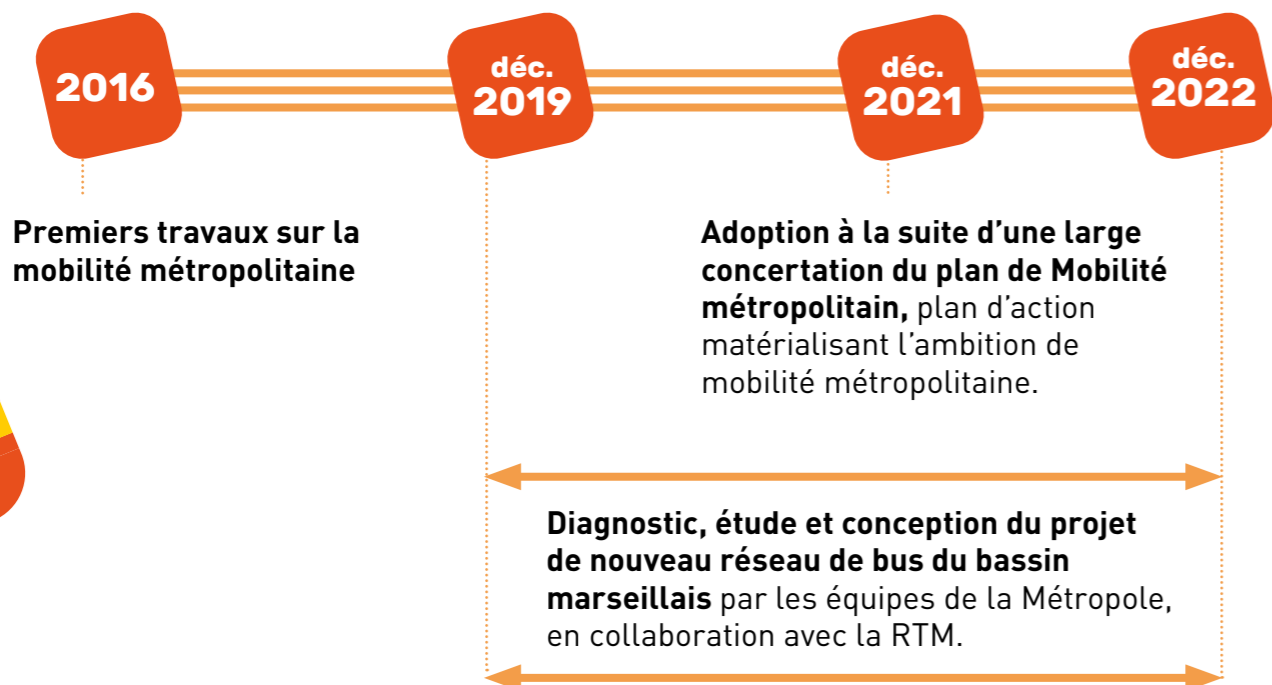 2016
déc.
2019
déc.
2021
déc.
2022
Premiers travaux sur la
mobilité métropolitaine
Adoption à la suite d’une large
concertation du plan de Mobilité
métropolitain, plan d’action
matérialisant l’ambition de
mobilité métropolitaine.
Diagnostic, étude et conception du projet
de nouveau réseau de bus du bassin
marseillais par les équipes de la Métropole,
en collaboration avec la RTM.